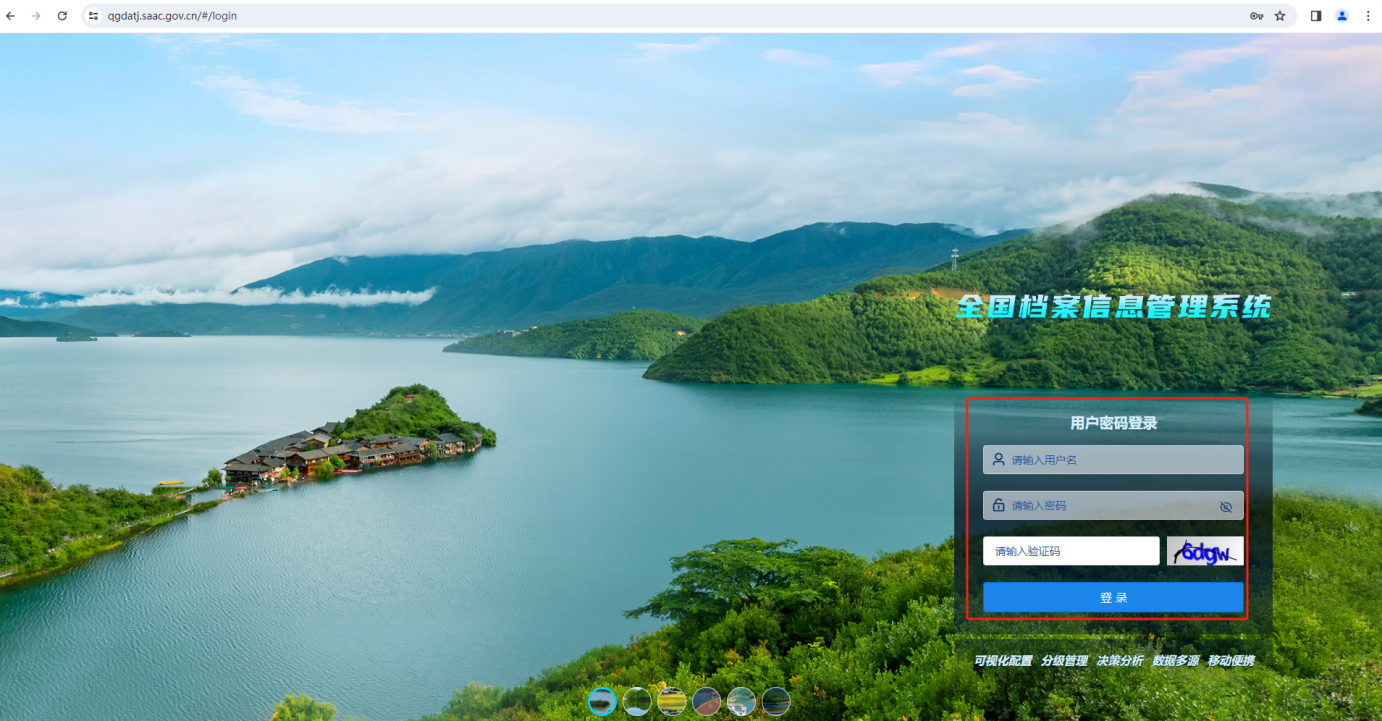 qgdatj.saac.gov.cn/#/login
全国档案信息管理系统
用户密码登录
请输入用户名
请输入密码
请输入验证码 6dgw
登 录
可视化配置 分级管理 决策分析 数据多源 移动便携